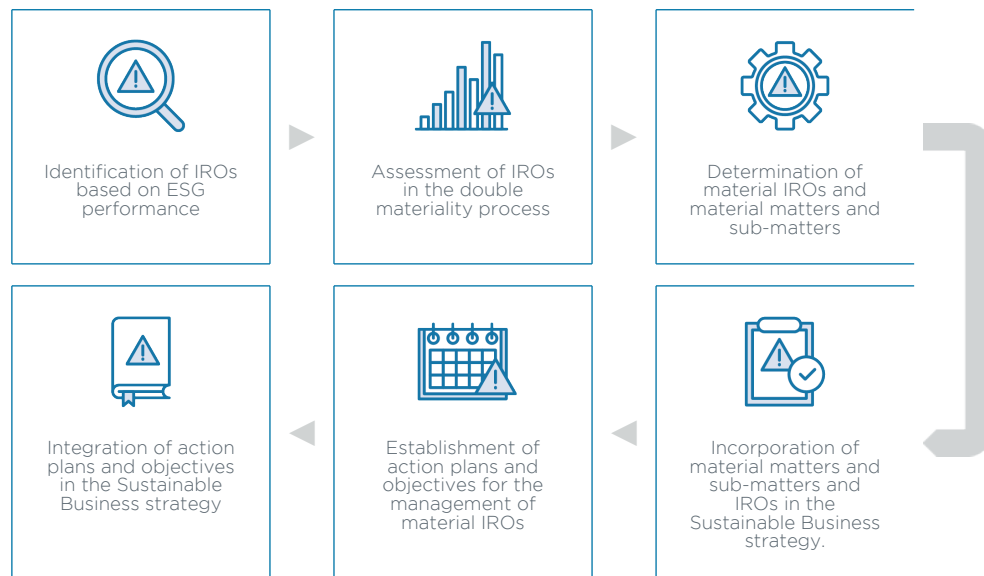 Identification of IROs
based on ESG
performance
Assessment of IROs
in the double
materiality process
Determination of
material IROs and
material matters and
sub-matters
Incorporation of
material matters and
sub-matters and
IROs in the
Sustainable Business
strategy.
Establishment of
action plans and
objectives for the
management of
material IROs
Integration of action
plans and objectives
in the Sustainable
Business strategy